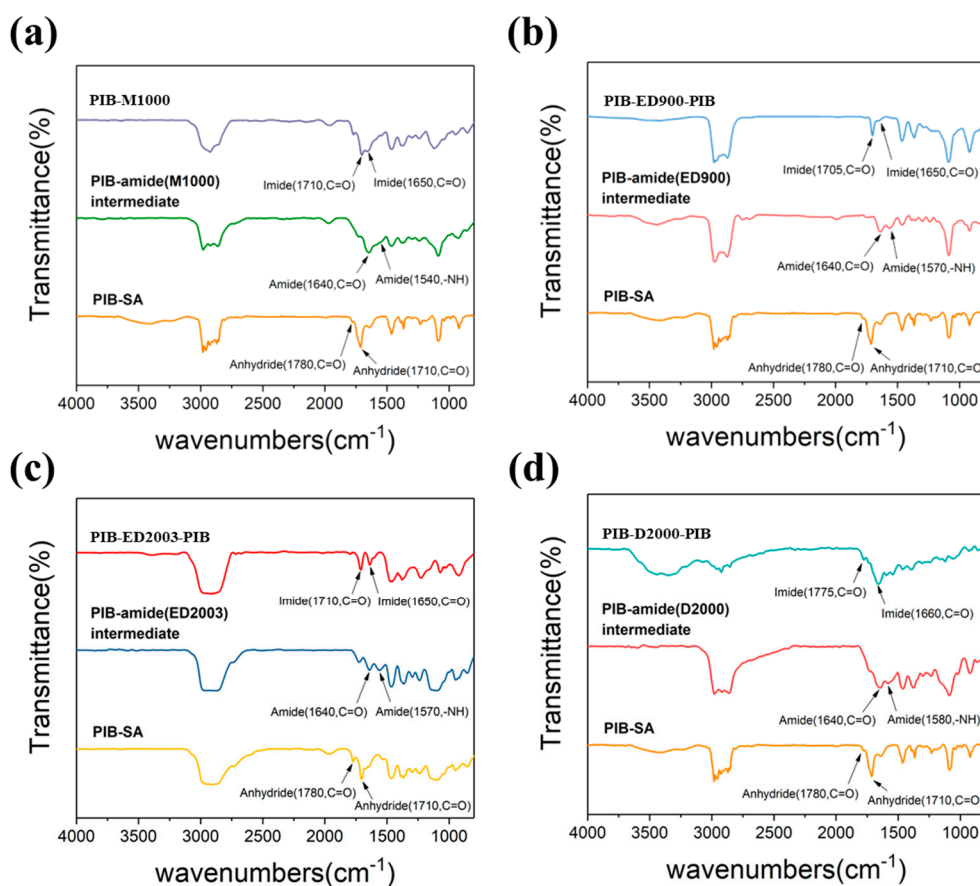 (a)
Transmittance(%)
PIB-M1000
Imide(1710,C=O)
Imide(1650,C=O)
PIB-amide(M1000)
intermediate
Amide(1640,C=O)
Amide(1540,-NH)
PIB-SA
Anhydride(1780,C=O)
Anhydride(1710,C=O)
4000 3500 3000 2500 2000 1500 1000
wavenumbers(cm⁻¹)
(b)
Transmittance(%)
PIB-ED900-PIB
Imide(1705,C=O)
Imide(1650,C=O)
PIB-amide(ED900)
intermediate
Amide(1640,C=O)
Amide(1570,-NH)
PIB-SA
Anhydride(1780,C=O)
Anhydride(1710,C=O
4000 3500 3000 2500 2000 1500 1000
wavenumbers(cm⁻¹)
(c)
Transmittance(%)
PIB-ED2003-PIB
Imide(1710,C=O)
Imide(1650,C=O)
PIB-amide(ED2003)
intermediate
Amide(1640,C=O)
Amide(1570,-NH)
PIB-SA
Anhydride(1780,C=O)
Anhydride(1710,C=O)
4000 3500 3000 2500 2000 1500 1000
wavenumbers(cm⁻¹)
(d)
Transmittance(%)
PIB-D2000-PIB
Imide(1775,C=O)
Imide(1660,C=O)
PIB-amide(D2000)
intermediate
Amide(1640,C=O)
Amide(1580,-NH)
PIB-SA
Anhydride(1780,C=O)
Anhydride(1710,C=O
4000 3500 3000 2500 2000 1500 1000
wavenumbers(cm⁻¹)